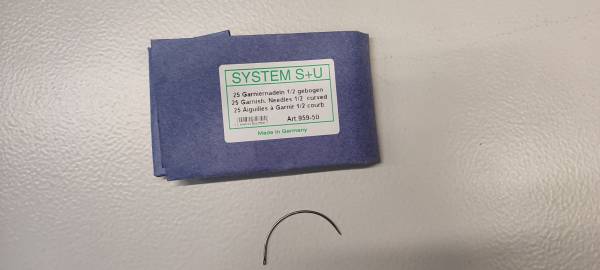 SYSTEM S+U
25 Garniernadeln 1/2 gebogen
25 Garnish. Needles 1/2 curved
25 Aiguilles à Garnir 1/2 courb.
Art.959-50
Made in Germany